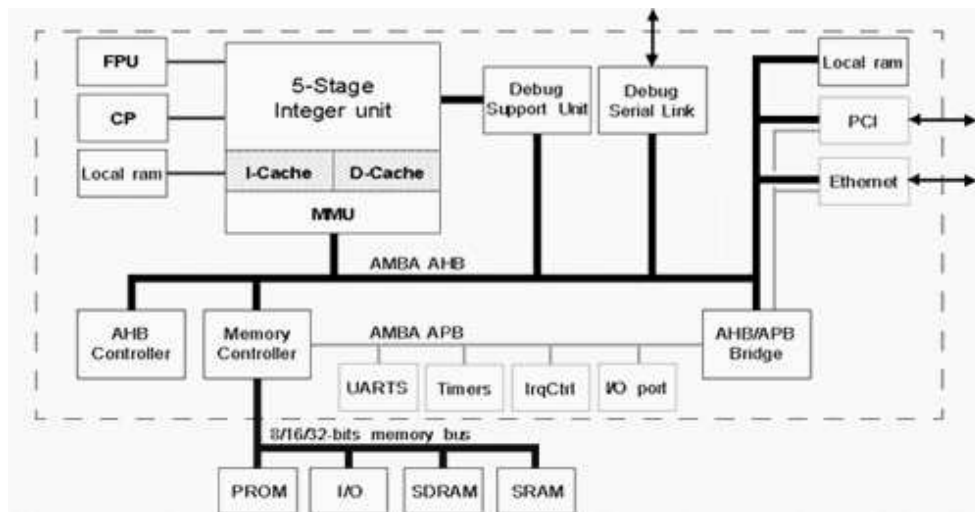 FPU
CP
Local ram
5-Stage
Integer unit
I-Cache
D-Cache
MMU
Debug
Support Unit
Debug
Serial Link
Local ram
PCI
Ethernet
AMBA AHB
AHB
Controller
Memory
Controller
AMBA APB
AHB/APB
Bridge
UARTS
Timers
IrqCtrl
I/O port
8/16/32-bits memory bus
PROM
I/O
SDRAM
SRAM